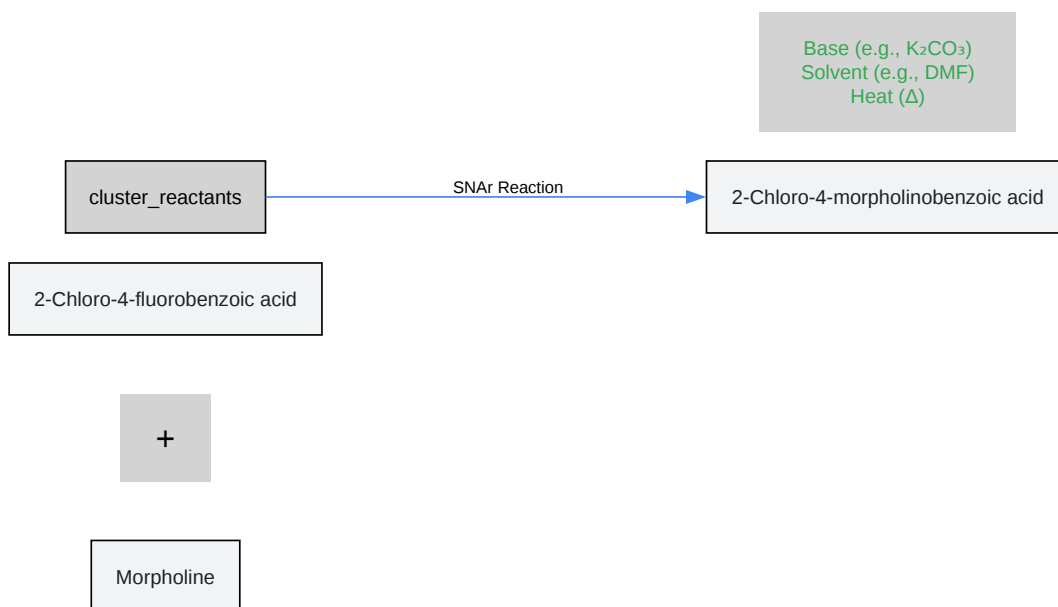 Base (e.g., K₂CO₃)
Solvent (e.g., DMF)
Heat (Δ)
cluster_reactants
SNAr Reaction
2-Chloro-4-morpholinobenzoic acid
2-Chloro-4-fluorobenzoic acid
+
Morpholine